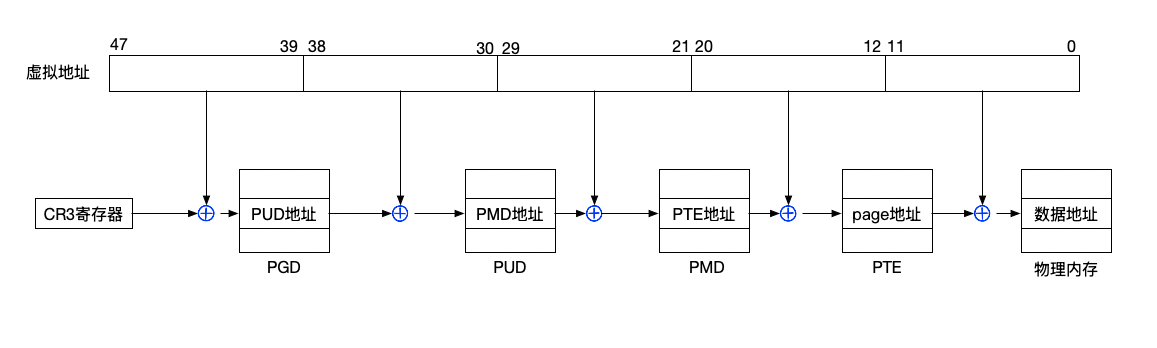 47 39 38 30 29 21 20 12 11 0
虚拟地址
CR3寄存器 PUD地址 PMD地址 PTE地址 page地址 数据地址
PGD PUD PMD PTE 物理内存